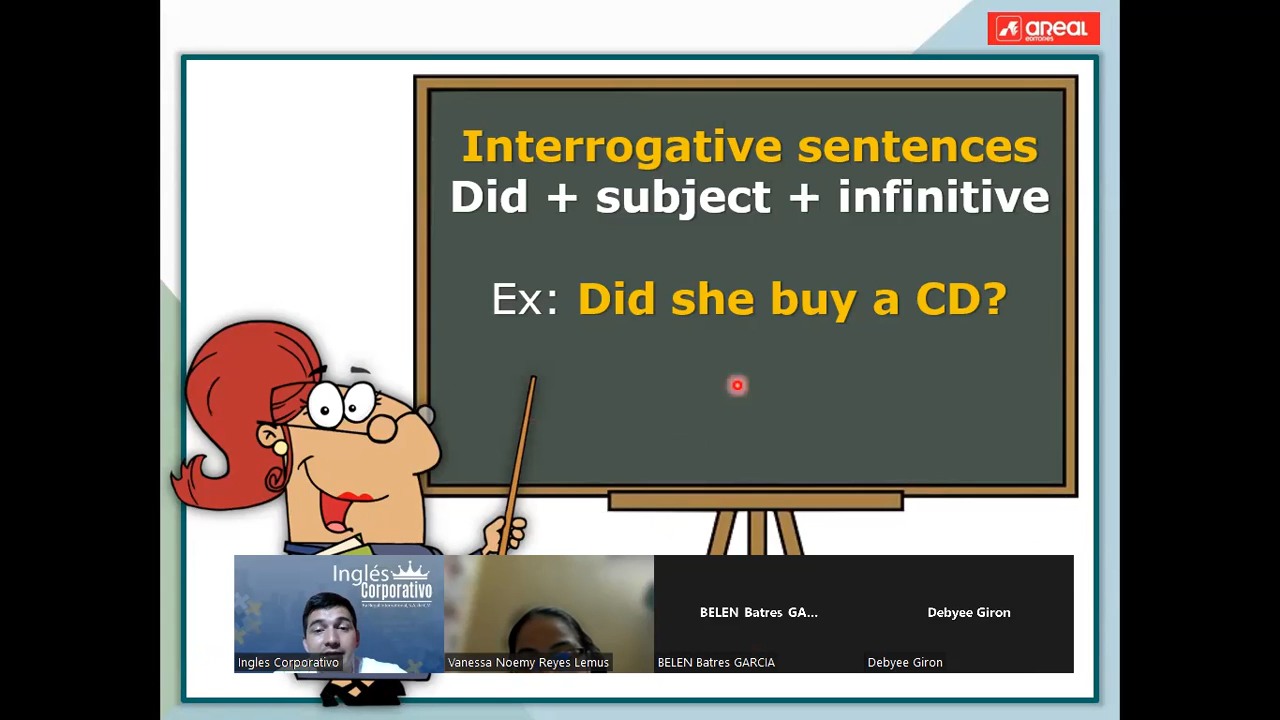 aReal
EDITORES
Interrogative sentences
Did + subject + infinitive
Ex: Did she buy a CD?
Inglés
Corporativo
Ingles Corporativo
Vanessa Noemy Reyes Lemus
BELEN Batres GA...
BELEN Batres GARCIA
Debyee Giron
Debyee Giron